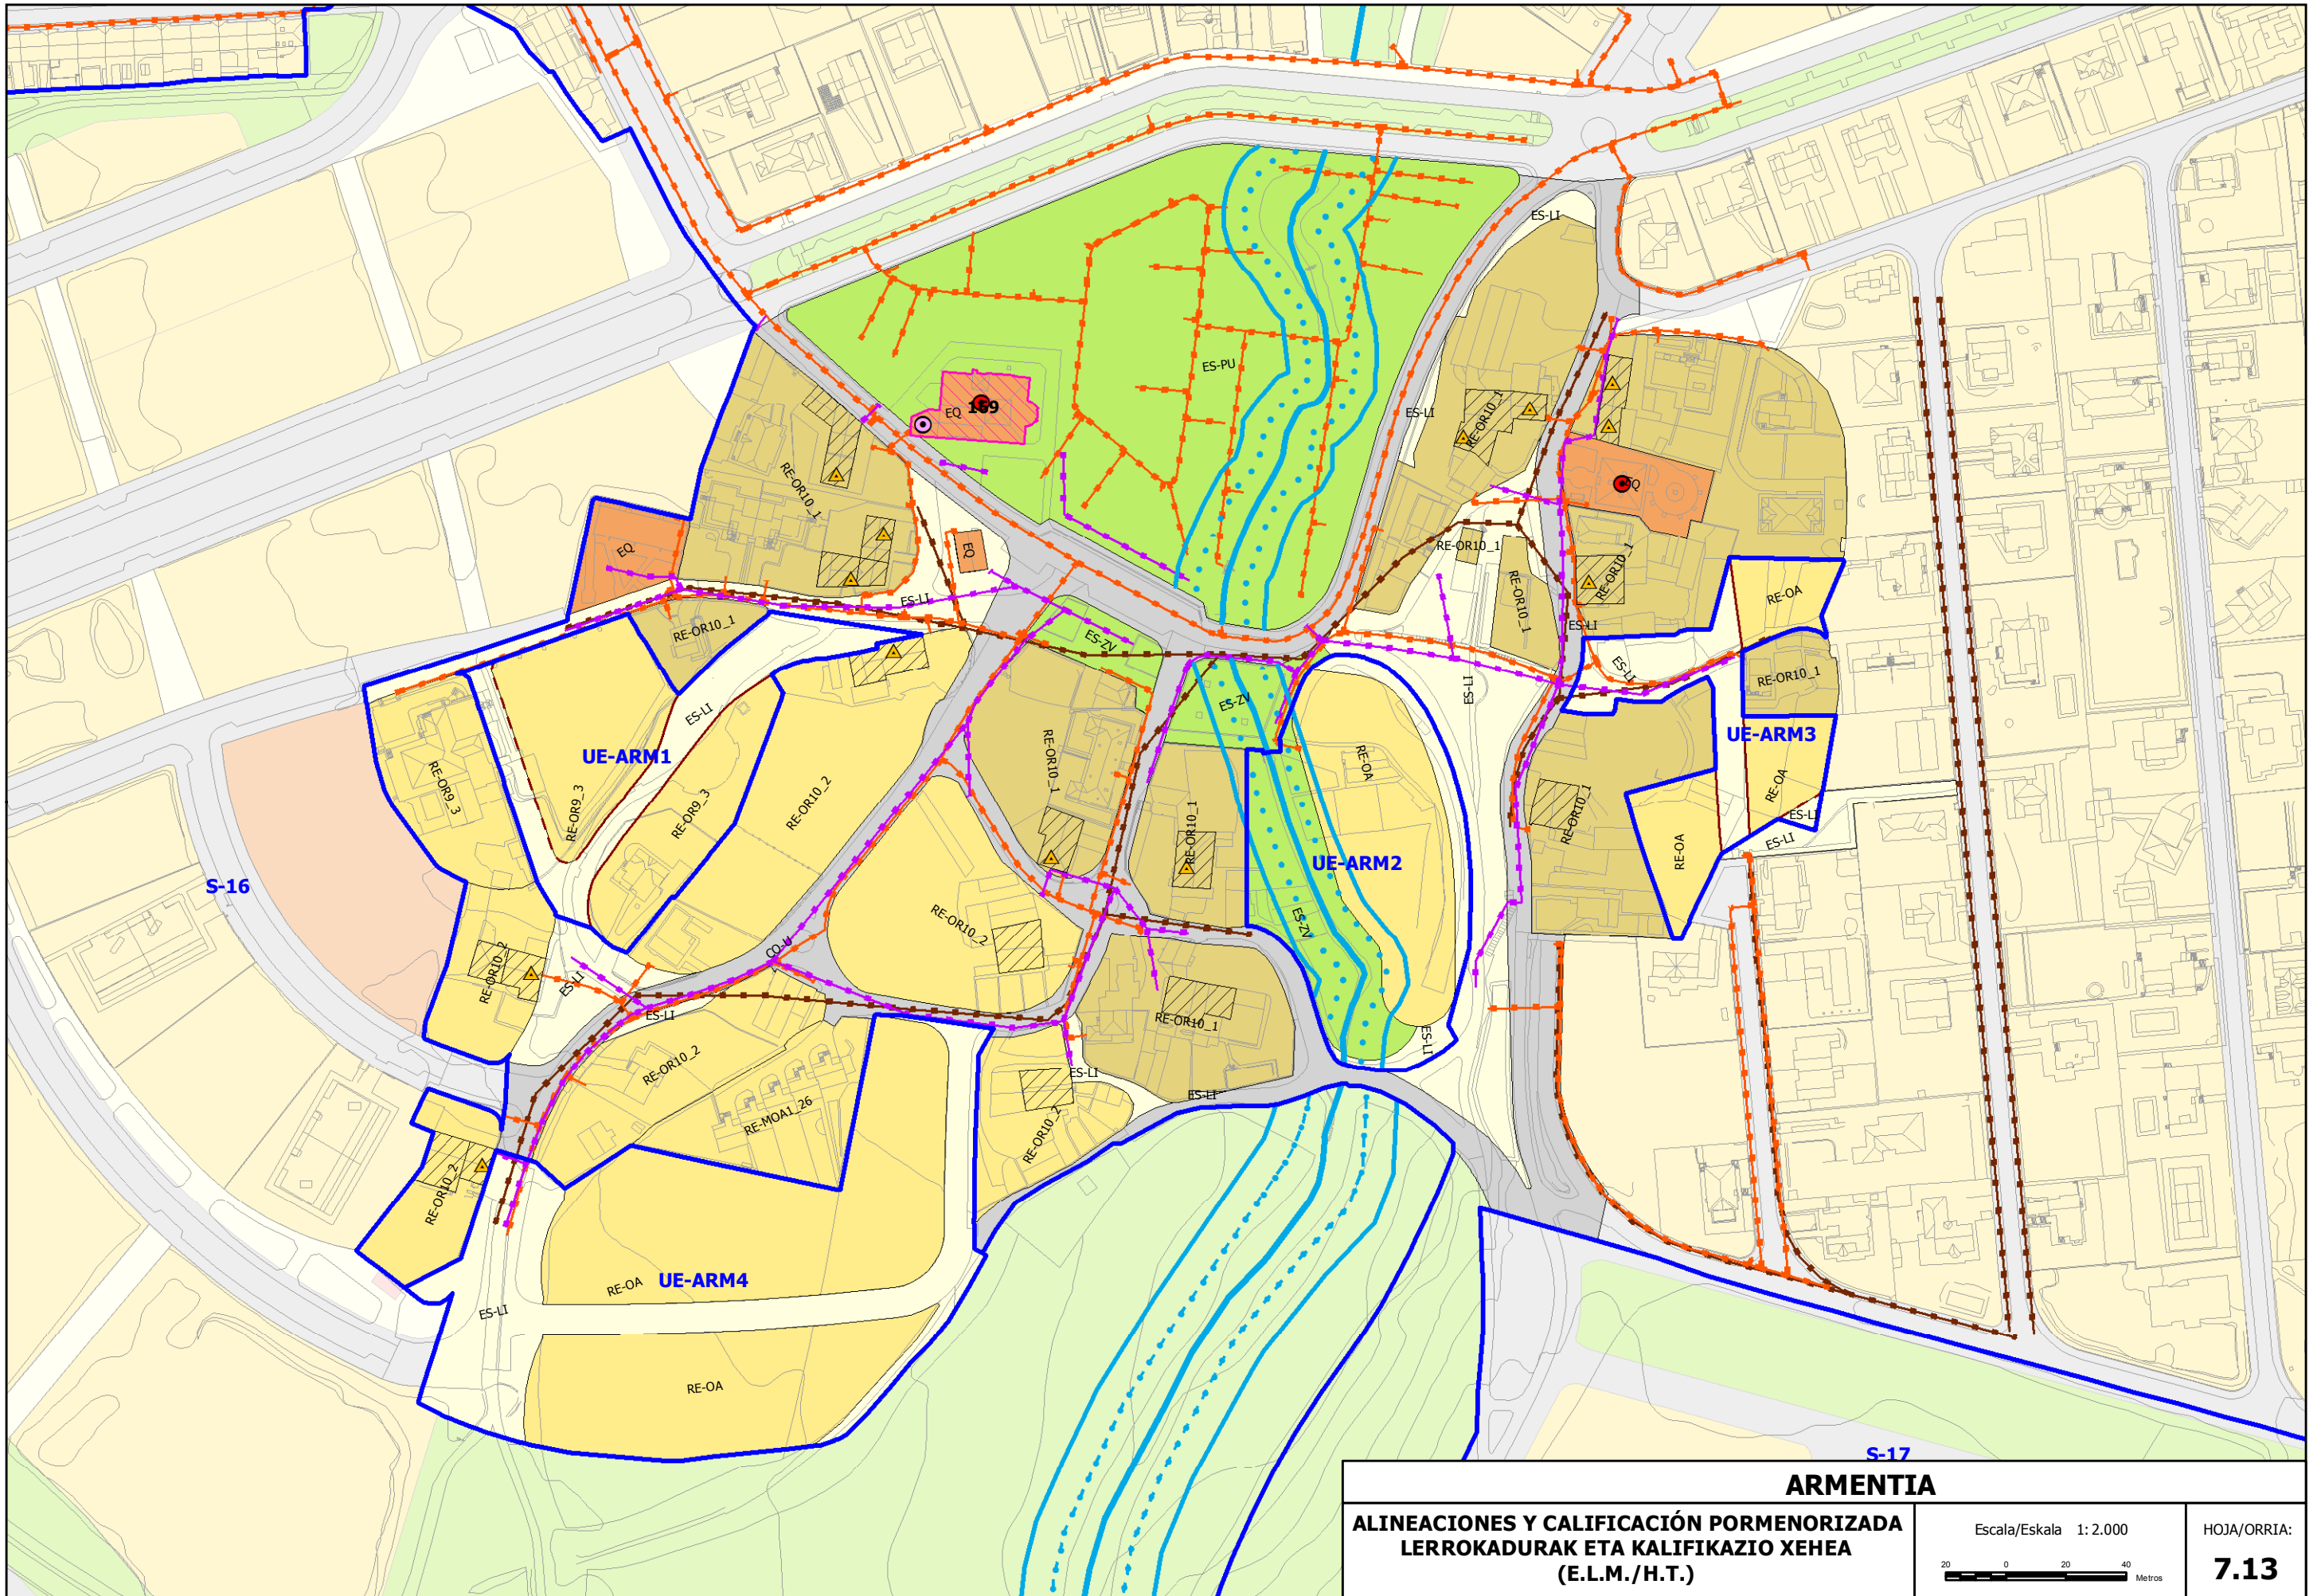 ES-LI
ES-PU
ES-LI
EQ 159
RE-OR10_1
RE-OR10_1
EQ
RE-OR10_1
EQ
EQ
RE-OR10_1
RE-OR10_1
RE-OR10_1
RE-OA
ES-LI
RE-OR10_1
ES-LI
ES-ZV
ES-LI
RE-OR10_1
ES-LI
ES-LI
ES-ZV
UE-ARM1
UE-ARM3
RE-OR9_3
RE-OR9_3
RE-OR9_3
RE-OR10_2
RE-OR10_1
RE-OR10_1
RE-OA
RE-OR10_1
RE-OA
ES-LI
ES-LI
RE-OA
UE-ARM2
S-16
RE-OR10_2
RE-OR10_2
CO-U
ES-ZV
ES-LI
ES-LI
RE-OR10_1
ES-LI
RE-OR10_2
ES-LI
ES-LI
RE-MOA1_26
RE-OR10_2
RE-OR10_2
RE-OA
UE-ARM4
ES-LI
RE-OA
S-17
ARMENTIA
ALINEACIONES Y CALIFICACIÓN PORMENORIZADA
LERROKADURAK ETA KALIFIKAZIO XEHEA
(E.L.M./H.T.)
Escala/Eskala 1:2.000
20 0 20 40
Metros
HOJA/ORRIA:
7.13